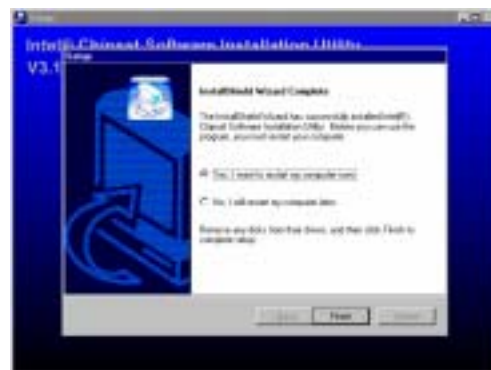 Setup
Intel(R) Chipset Software Installation Utility
V3.1
Setup
InstallShield Wizard Complete
The InstallShield Wizard has successfully installed Intel(R)
Chipset Software Installation Utility. Before you can use the
program, you must restart your computer.
Yes, I want to restart my computer now.
No, I will restart my computer later.
Remove any disks from their drives, and then click Finish to
complete setup.
Finish